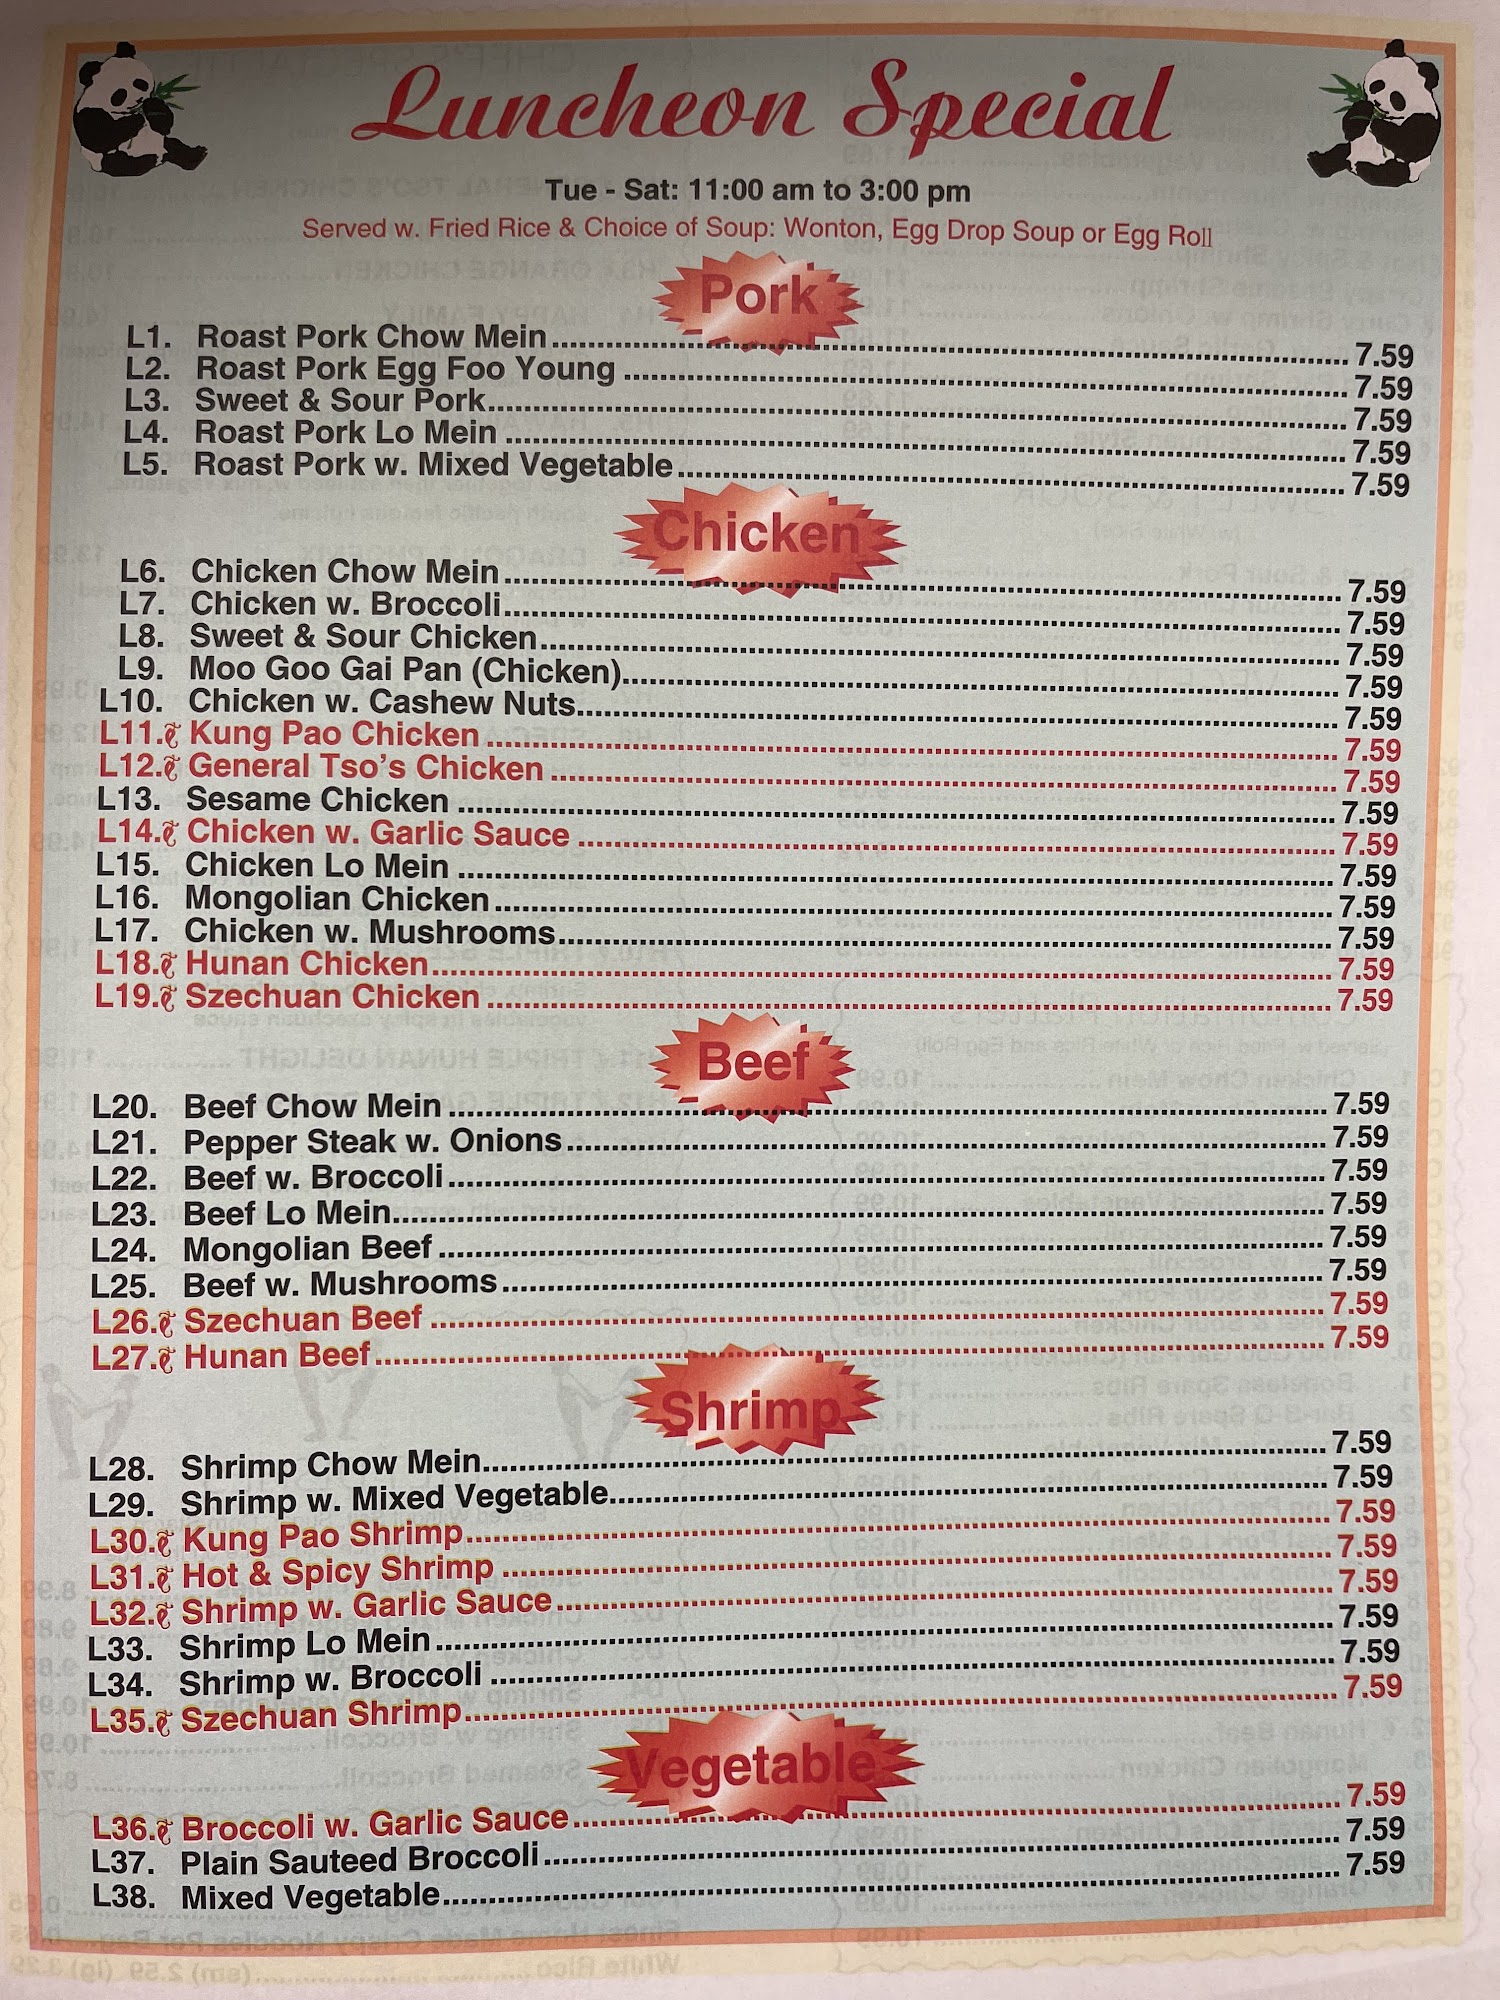 Luncheon Special
Tue - Sat: 11:00 am to 3:00 pm
Served w. Fried Rice & Choice of Soup: Wonton, Egg Drop Soup or Egg Roll
Pork
L1. Roast Pork Chow Mein 7.59
L2. Roast Pork Egg Foo Young 7.59
L3. Sweet & Sour Pork 7.59
L4. Roast Pork Lo Mein 7.59
L5. Roast Pork w. Mixed Vegetable 7.59
Chicken
L6. Chicken Chow Mein 7.59
L7. Chicken w. Broccoli 7.59
L8. Sweet & Sour Chicken 7.59
L9. Moo Goo Gai Pan (Chicken) 7.59
L10. Chicken w. Cashew Nuts 7.59
L11. Kung Pao Chicken 7.59
L12. General Tso's Chicken 7.59
L13. Sesame Chicken 7.59
L14. Chicken w. Garlic Sauce 7.59
L15. Chicken Lo Mein 7.59
L16. Mongolian Chicken 7.59
L17. Chicken w. Mushrooms 7.59
L18. Hunan Chicken 7.59
L19. Szechuan Chicken 7.59
Beef
L20. Beef Chow Mein 7.59
L21. Pepper Steak w. Onions 7.59
L22. Beef w. Broccoli 7.59
L23. Beef Lo Mein 7.59
L24. Mongolian Beef 7.59
L25. Beef w. Mushrooms 7.59
L26. Szechuan Beef 7.59
L27. Hunan Beef 7.59
Shrimp
L28. Shrimp Chow Mein 7.59
L29. Shrimp w. Mixed Vegetable 7.59
L30. Kung Pao Shrimp 7.59
L31. Hot & Spicy Shrimp 7.59
L32. Shrimp w. Garlic Sauce 7.59
L33. Shrimp Lo Mein 7.59
L34. Shrimp w. Broccoli 7.59
L35. Szechuan Shrimp 7.59
Vegetable
L36. Broccoli w. Garlic Sauce 7.59
L37. Plain Sauteed Broccoli 7.59
L38. Mixed Vegetable 7.59